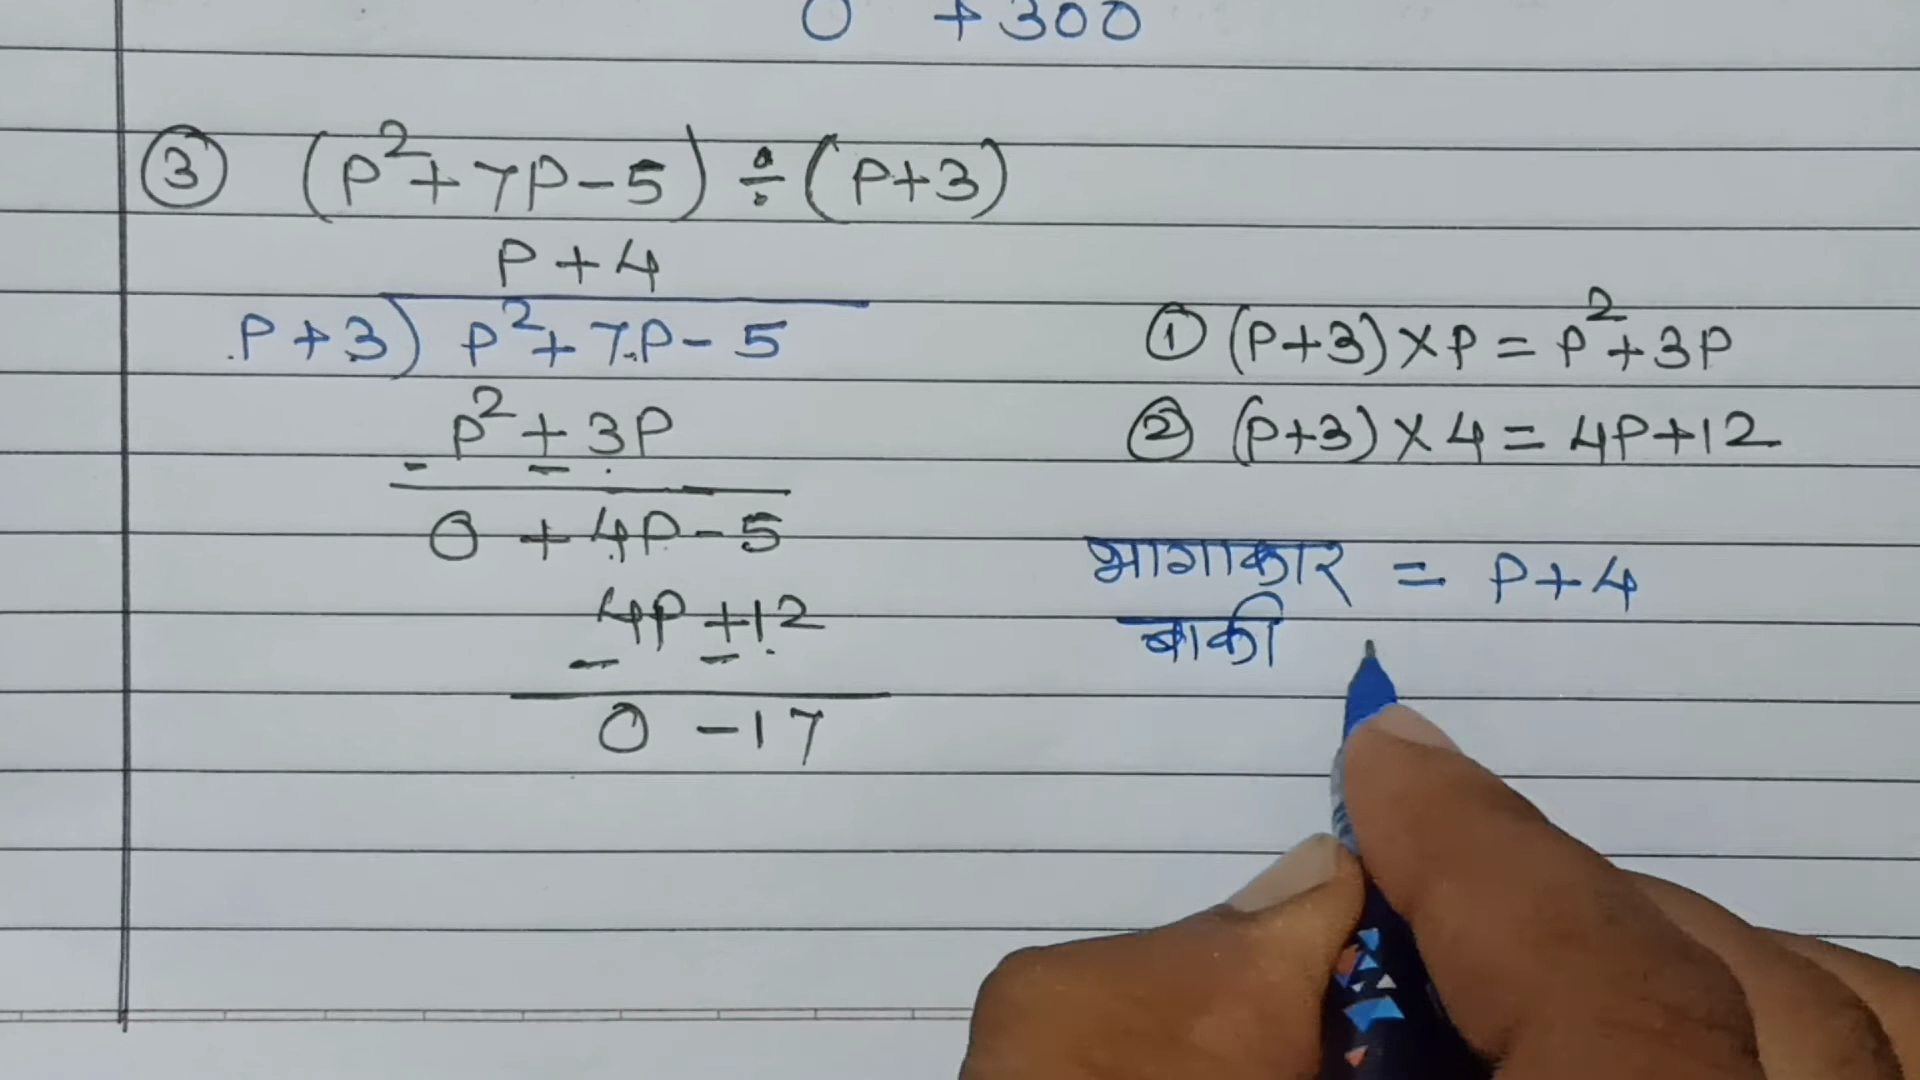 0 +300
③ (P²+7P-5) ÷ (P+3)
P+4
P+3) P²+7P-5
P²+3P
- -
0 +4P-5
4P+12
- -
0 -17
① (P+3)×P = P²+3P
② (P+3)×4 = 4P+12
भागाकार = P+4
बाकी